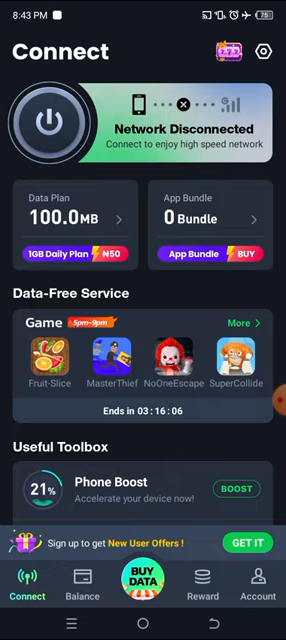 8:43 PM
75
Connect
777
Network Disconnected
Connect to enjoy high speed network
Data Plan
100.0MB
1GB Daily Plan
₦50
App Bundle
0 Bundle
App Bundle
BUY
Data-Free Service
Game
5pm-9pm
More
Fruit-Slice
MasterThief
NoOneEscape
SuperCollide
Ends in 03:16:06
Useful Toolbox
21%
Phone Boost
Accelerate your device now!
BOOST
Sign up to get New User Offers !
GET IT
BUY
DATA
Connect
Balance
Reward
Account